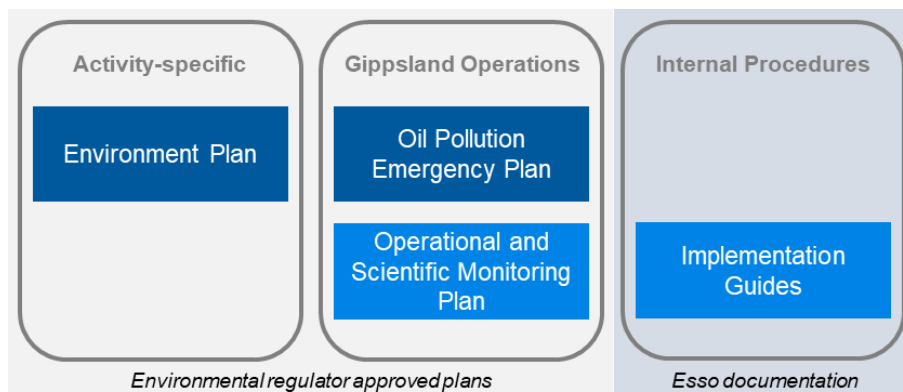 Activity-specific
Environment Plan
Gippsland Operations
Oil Pollution
Emergency Plan
Operational and
Scientific Monitoring
Plan
Internal Procedures
Implementation
Guides
Environmental regulator approved plans
Esso documentation